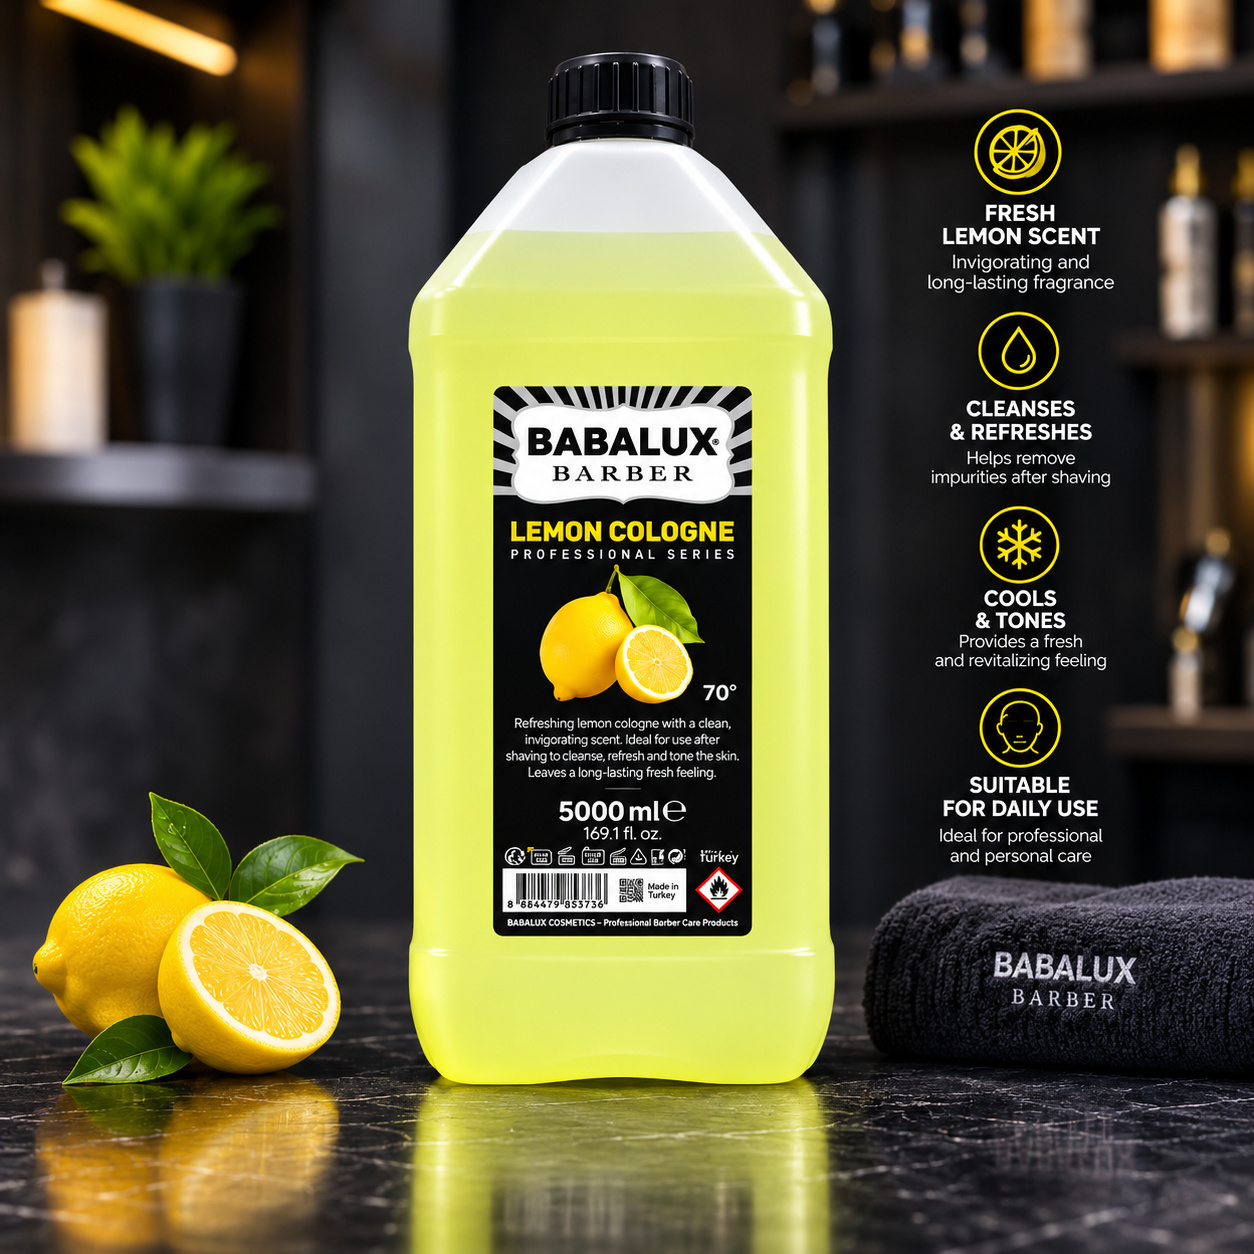 BABALUX®
BARBER
LEMON COLOGNE
PROFESSIONAL SERIES
70°
Refreshing lemon cologne with a clean,
invigorating scent. Ideal for use after
shaving to cleanse, refresh and tone the skin.
Leaves a long-lasting fresh feeling.
5000 ml ℮
169.1 fl. oz.
Turkey
8 884479 853736
Made in
Turkey
BABALUX COSMETICS – Professional Barber Care Products
FRESH
LEMON SCENT
Invigorating and
long-lasting fragrance
CLEANSES
& REFRESHES
Helps remove
impurities after shaving
COOLS
& TONES
Provides a fresh
and revitalizing feeling
SUITABLE
FOR DAILY USE
Ideal for professional
and personal care
BABALUX
BARBER